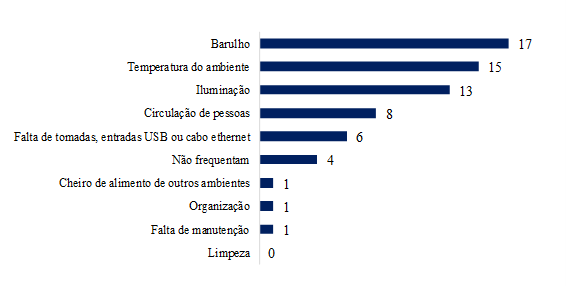 Barulho 17
Temperatura do ambiente 15
Iluminação 13
Circulação de pessoas 8
Falta de tomadas, entradas USB ou cabo ethernet 6
Não frequentam 4
Cheiro de alimento de outros ambientes 1
Organização 1
Falta de manutenção 1
Limpeza 0